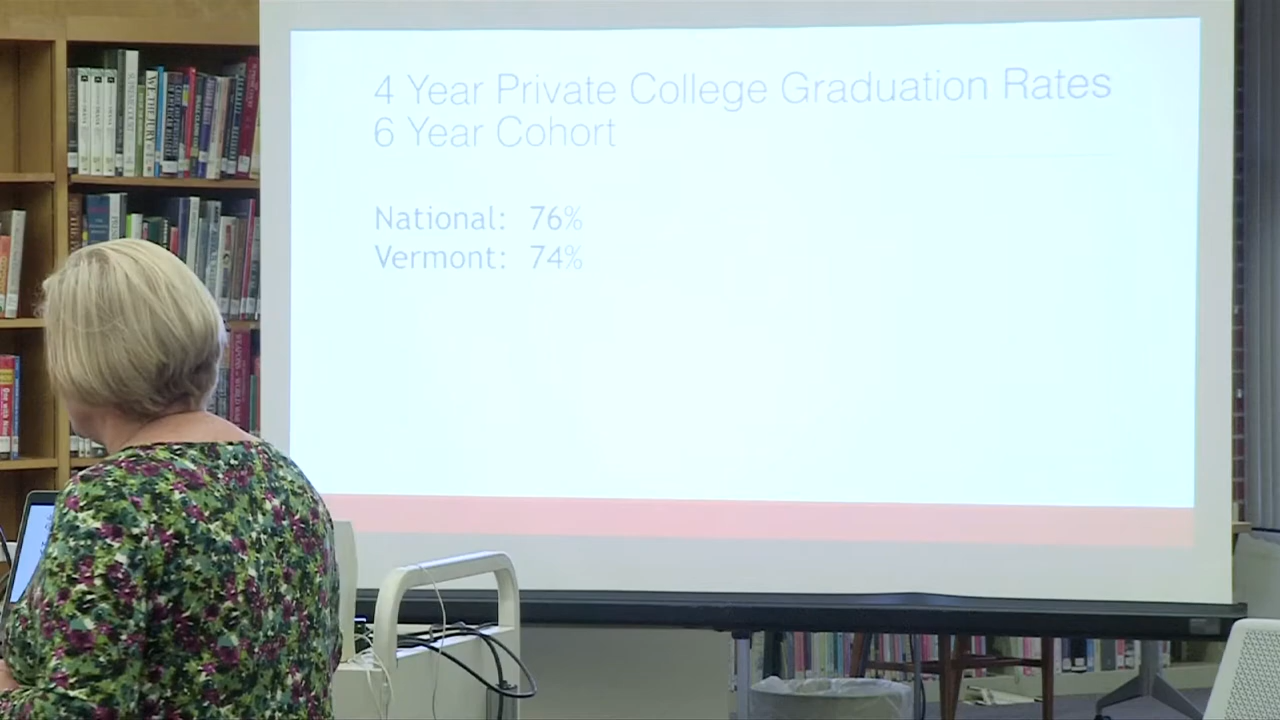 4 Year Private College Graduation Rates
6 Year Cohort
National: 76%
Vermont: 74%